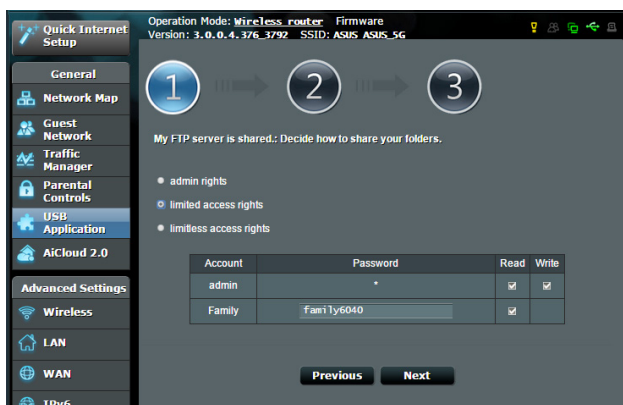 Quick Internet
Setup
Operation Mode: Wireless router Firmware
Version: 3.0.0.4.376_3792 SSID: ASUS ASUS_5G
General
Network Map
Guest
Network
Traffic
Manager
Parental
Controls
USB
Application
AiCloud 2.0
Advanced Settings
Wireless
LAN
WAN
IPv6
1 2 3
My FTP server is shared.: Decide how to share your folders.
admin rights
limited access rights
limitless access rights
Account Password Read Write
admin *
Family family6040
Previous Next